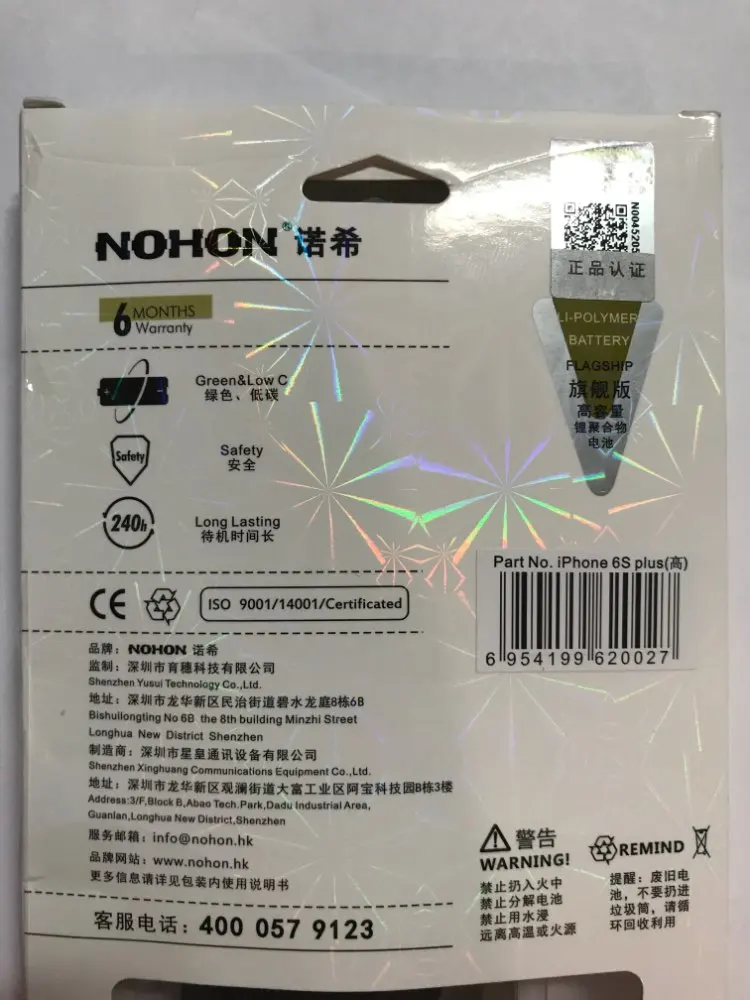 NOHON® 诺希
6 MONTHS
Warranty
Green&Low C
绿色、低碳
Safety
Safety
安全
240h
Long Lasting
待机时间长
CE
ISO 9001/14001/Certificated
品牌：NOHON 诺希
监制：深圳市育穗科技有限公司
Shenzhen Yusui Technology Co.,Ltd.
地址：深圳市龙华新区民治街道碧水龙庭8栋6B
Bishuilongting No 6B the 8th building Minzhi Street
Longhua New District Shenzhen
制造商：深圳市星皇通讯设备有限公司
Shenzhen Xinghuang Communications Equipment Co.,Ltd.
地址：深圳市龙华新区观澜街道大富工业区阿宝科技园B栋3楼
Address:3/F,Block B,Abao Tech.Park,Dadu Industrial Area,
Guanlan,Longhua New District,Shenzhen
服务邮箱：info@nohon.hk
品牌网站：www.nohon.hk
更多信息请详见包装内使用说明书
客服电话：400 057 9123
N0045205
正品认证
LI-POLYMER
BATTERY
FLAGSHIP
旗舰版
高容量
锂聚合物
电池
Part No. iPhone 6S plus(高)
6 954199 620027
警告
WARNING!
禁止扔入火中
禁止分解电池
禁止用水浸
远离高温或火源
REMIND
提醒：废旧电
池，不要扔进
垃圾筒，请循
环回收利用